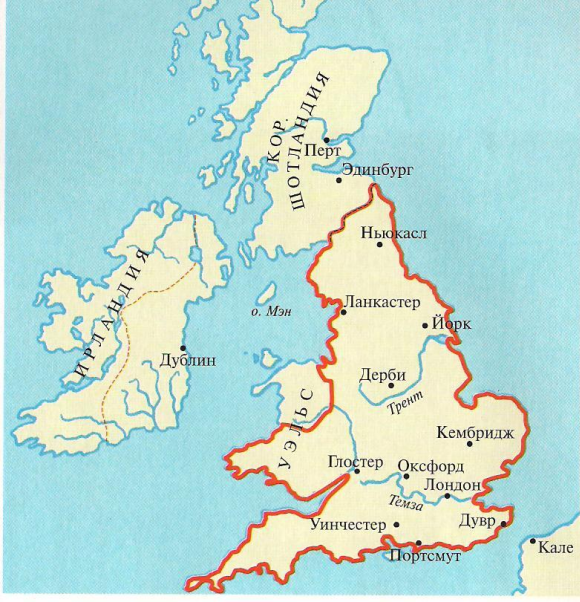 КОР.
ШОТЛАНДИЯ
Перт
Эдинбург
Ньюкасл
ИРЛАНДИЯ
о. Мэн
Ланкастер
Йорк
Дублин
Дерби
Трент
УЭЛЬС
Кембридж
Глостер
Оксфорд
Лондон
Темза
Уинчестер
Дувр
Портсмут
Кале